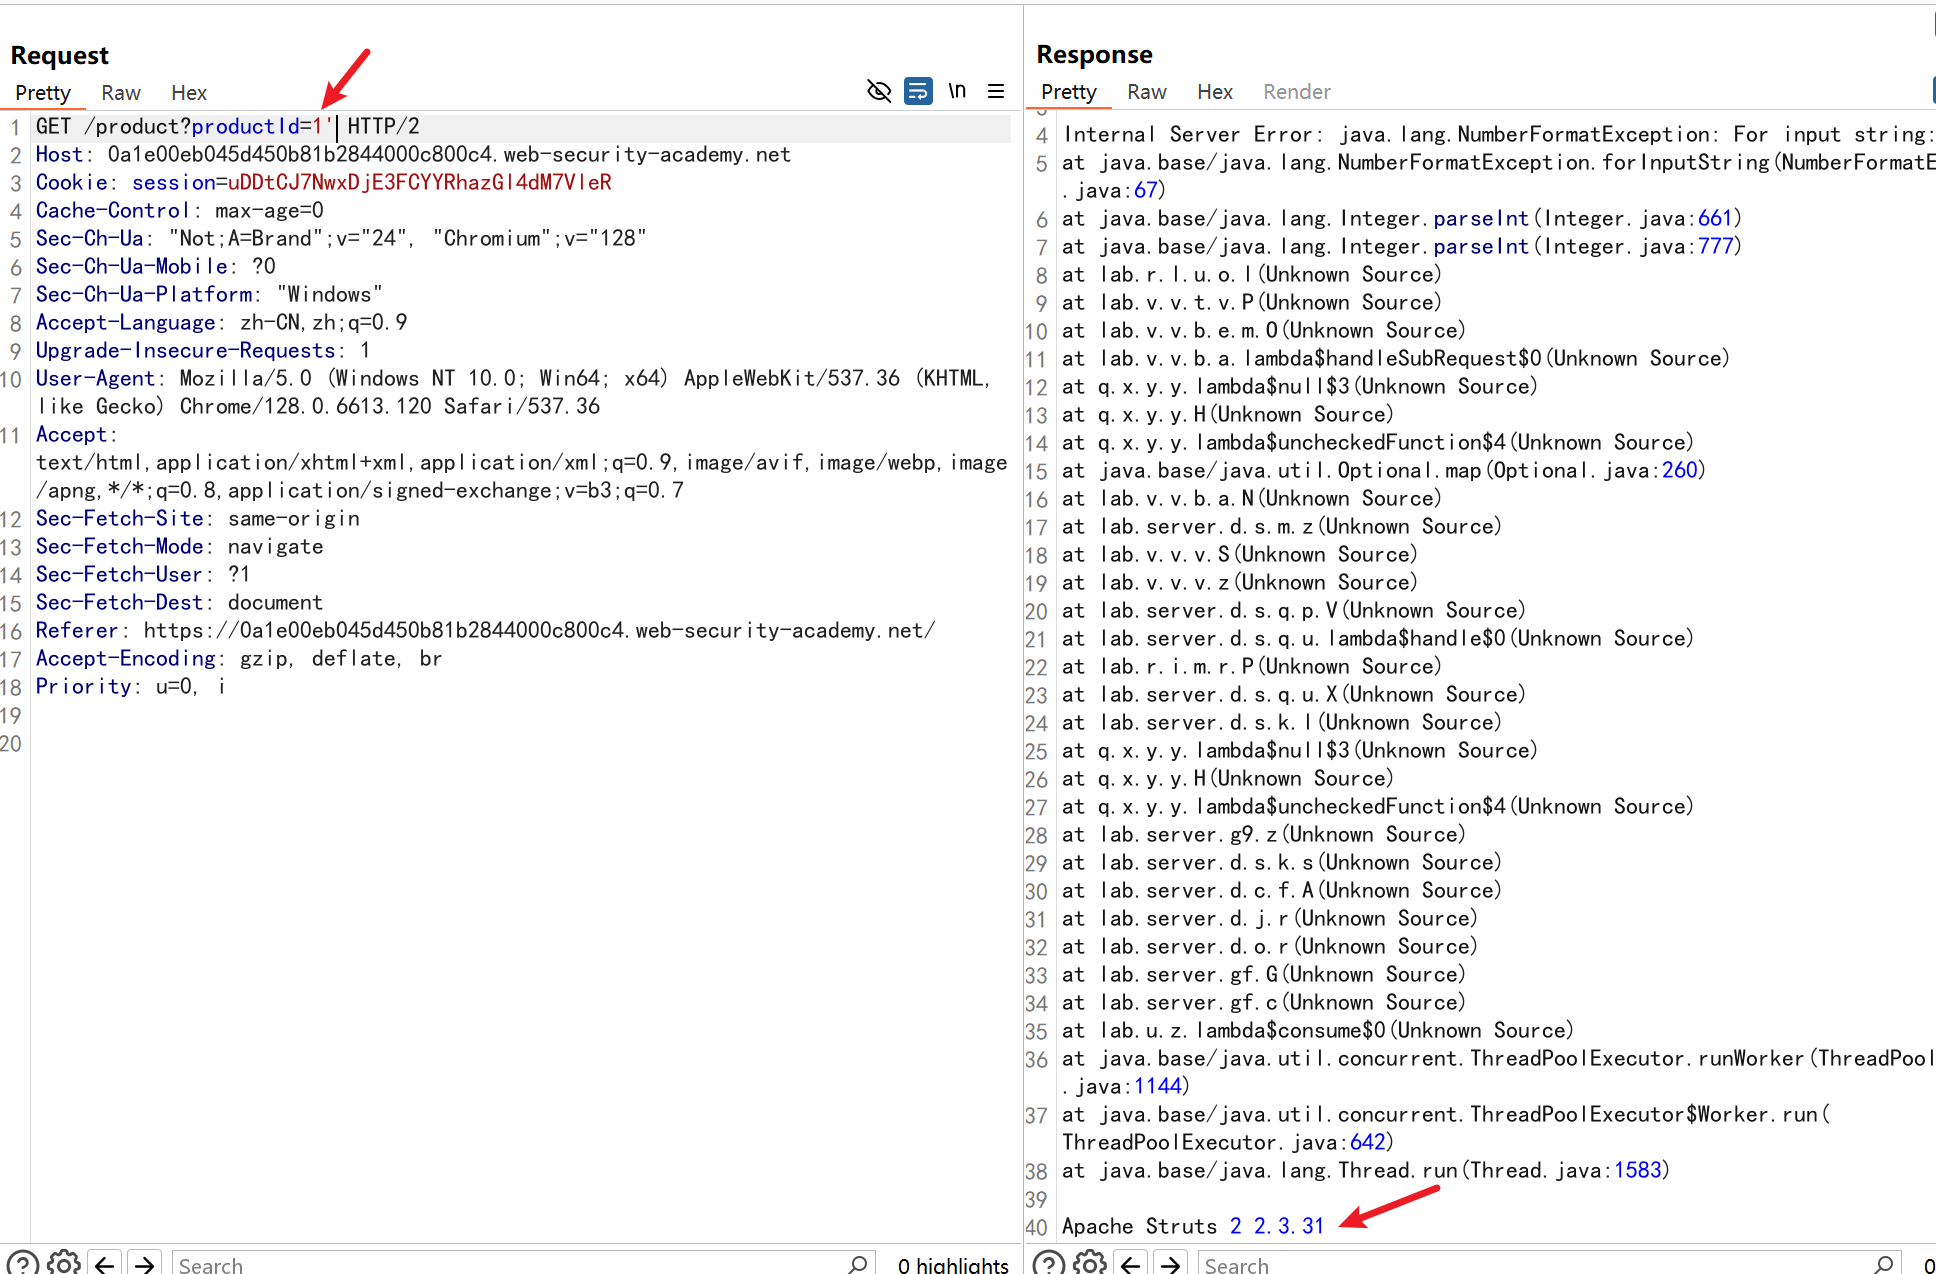 Request
Pretty Raw Hex \n
1 GET /product?productId=1' HTTP/2
2 Host: 0a1e00eb045d450b81b2844000c800c4.web-security-academy.net
3 Cookie: session=uDDtCJ7NwxDjE3FCYYRhazGl4dM7VleR
4 Cache-Control: max-age=0
5 Sec-Ch-Ua: "Not;A=Brand";v="24", "Chromium";v="128"
6 Sec-Ch-Ua-Mobile: ?0
7 Sec-Ch-Ua-Platform: "Windows"
8 Accept-Language: zh-CN,zh;q=0.9
9 Upgrade-Insecure-Requests: 1
10 User-Agent: Mozilla/5.0 (Windows NT 10.0; Win64; x64) AppleWebKit/537.36 (KHTML,
like Gecko) Chrome/128.0.6613.120 Safari/537.36
11 Accept:
text/html,application/xhtml+xml,application/xml;q=0.9,image/avif,image/webp,image
/apng,*/*;q=0.8,application/signed-exchange;v=b3;q=0.7
12 Sec-Fetch-Site: same-origin
13 Sec-Fetch-Mode: navigate
14 Sec-Fetch-User: ?1
15 Sec-Fetch-Dest: document
16 Referer: https://0a1e00eb045d450b81b2844000c800c4.web-security-academy.net/
17 Accept-Encoding: gzip, deflate, br
18 Priority: u=0, i
19
20
Search 0 highlights
Response
Pretty Raw Hex Render
4 Internal Server Error: java.lang.NumberFormatException: For input string:
5 at java.base/java.lang.NumberFormatException.forInputString(NumberFormatE
.java:67)
6 at java.base/java.lang.Integer.parseInt(Integer.java:661)
7 at java.base/java.lang.Integer.parseInt(Integer.java:777)
8 at lab.r.l.u.o.l(Unknown Source)
9 at lab.v.v.t.v.P(Unknown Source)
10 at lab.v.v.b.e.m.O(Unknown Source)
11 at lab.v.v.b.a.lambda$handleSubRequest$0(Unknown Source)
12 at q.x.y.y.lambda$null$3(Unknown Source)
13 at q.x.y.y.H(Unknown Source)
14 at q.x.y.y.lambda$uncheckedFunction$4(Unknown Source)
15 at java.base/java.util.Optional.map(Optional.java:260)
16 at lab.v.v.b.a.N(Unknown Source)
17 at lab.server.d.s.m.z(Unknown Source)
18 at lab.v.v.v.S(Unknown Source)
19 at lab.v.v.v.z(Unknown Source)
20 at lab.server.d.s.q.p.V(Unknown Source)
21 at lab.server.d.s.q.u.lambda$handle$0(Unknown Source)
22 at lab.r.i.m.r.P(Unknown Source)
23 at lab.server.d.s.q.u.X(Unknown Source)
24 at lab.server.d.s.k.l(Unknown Source)
25 at q.x.y.y.lambda$null$3(Unknown Source)
26 at q.x.y.y.H(Unknown Source)
27 at q.x.y.y.lambda$uncheckedFunction$4(Unknown Source)
28 at lab.server.g9.z(Unknown Source)
29 at lab.server.d.s.k.s(Unknown Source)
30 at lab.server.d.c.f.A(Unknown Source)
31 at lab.server.d.j.r(Unknown Source)
32 at lab.server.d.o.r(Unknown Source)
33 at lab.server.gf.G(Unknown Source)
34 at lab.server.gf.c(Unknown Source)
35 at lab.u.z.lambda$consume$0(Unknown Source)
36 at java.base/java.util.concurrent.ThreadPoolExecutor.runWorker(ThreadPool
.java:1144)
37 at java.base/java.util.concurrent.ThreadPoolExecutor$Worker.run(
ThreadPoolExecutor.java:642)
38 at java.base/java.lang.Thread.run(Thread.java:1583)
39
40 Apache Struts 2 2.3.31
Search 0